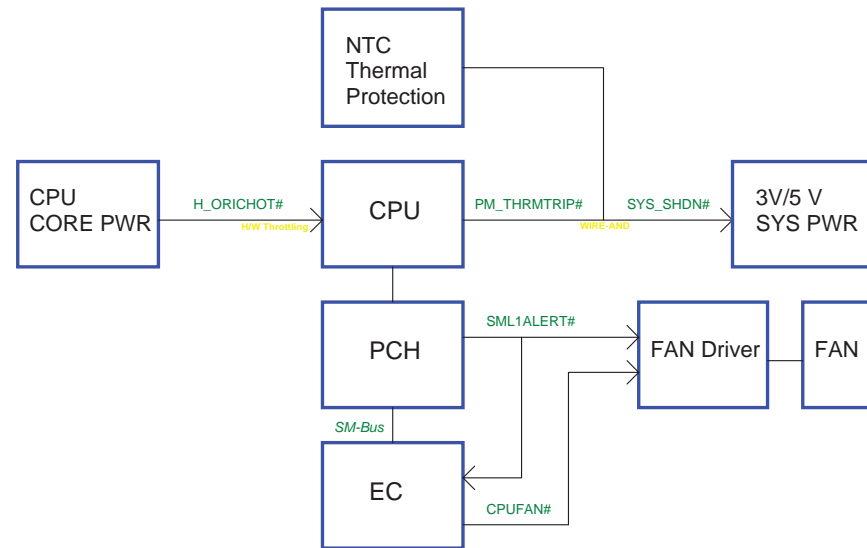 NTC
Thermal
Protection
CPU
CORE PWR
H_ORICHOT#
H/W Throttling
CPU
PM_THRMTRIP#
WIRE-AND
SYS_SHDN#
3V/5 V
SYS PWR
PCH
SML1ALERT#
FAN Driver
FAN
SM-Bus
EC
CPUFAN#